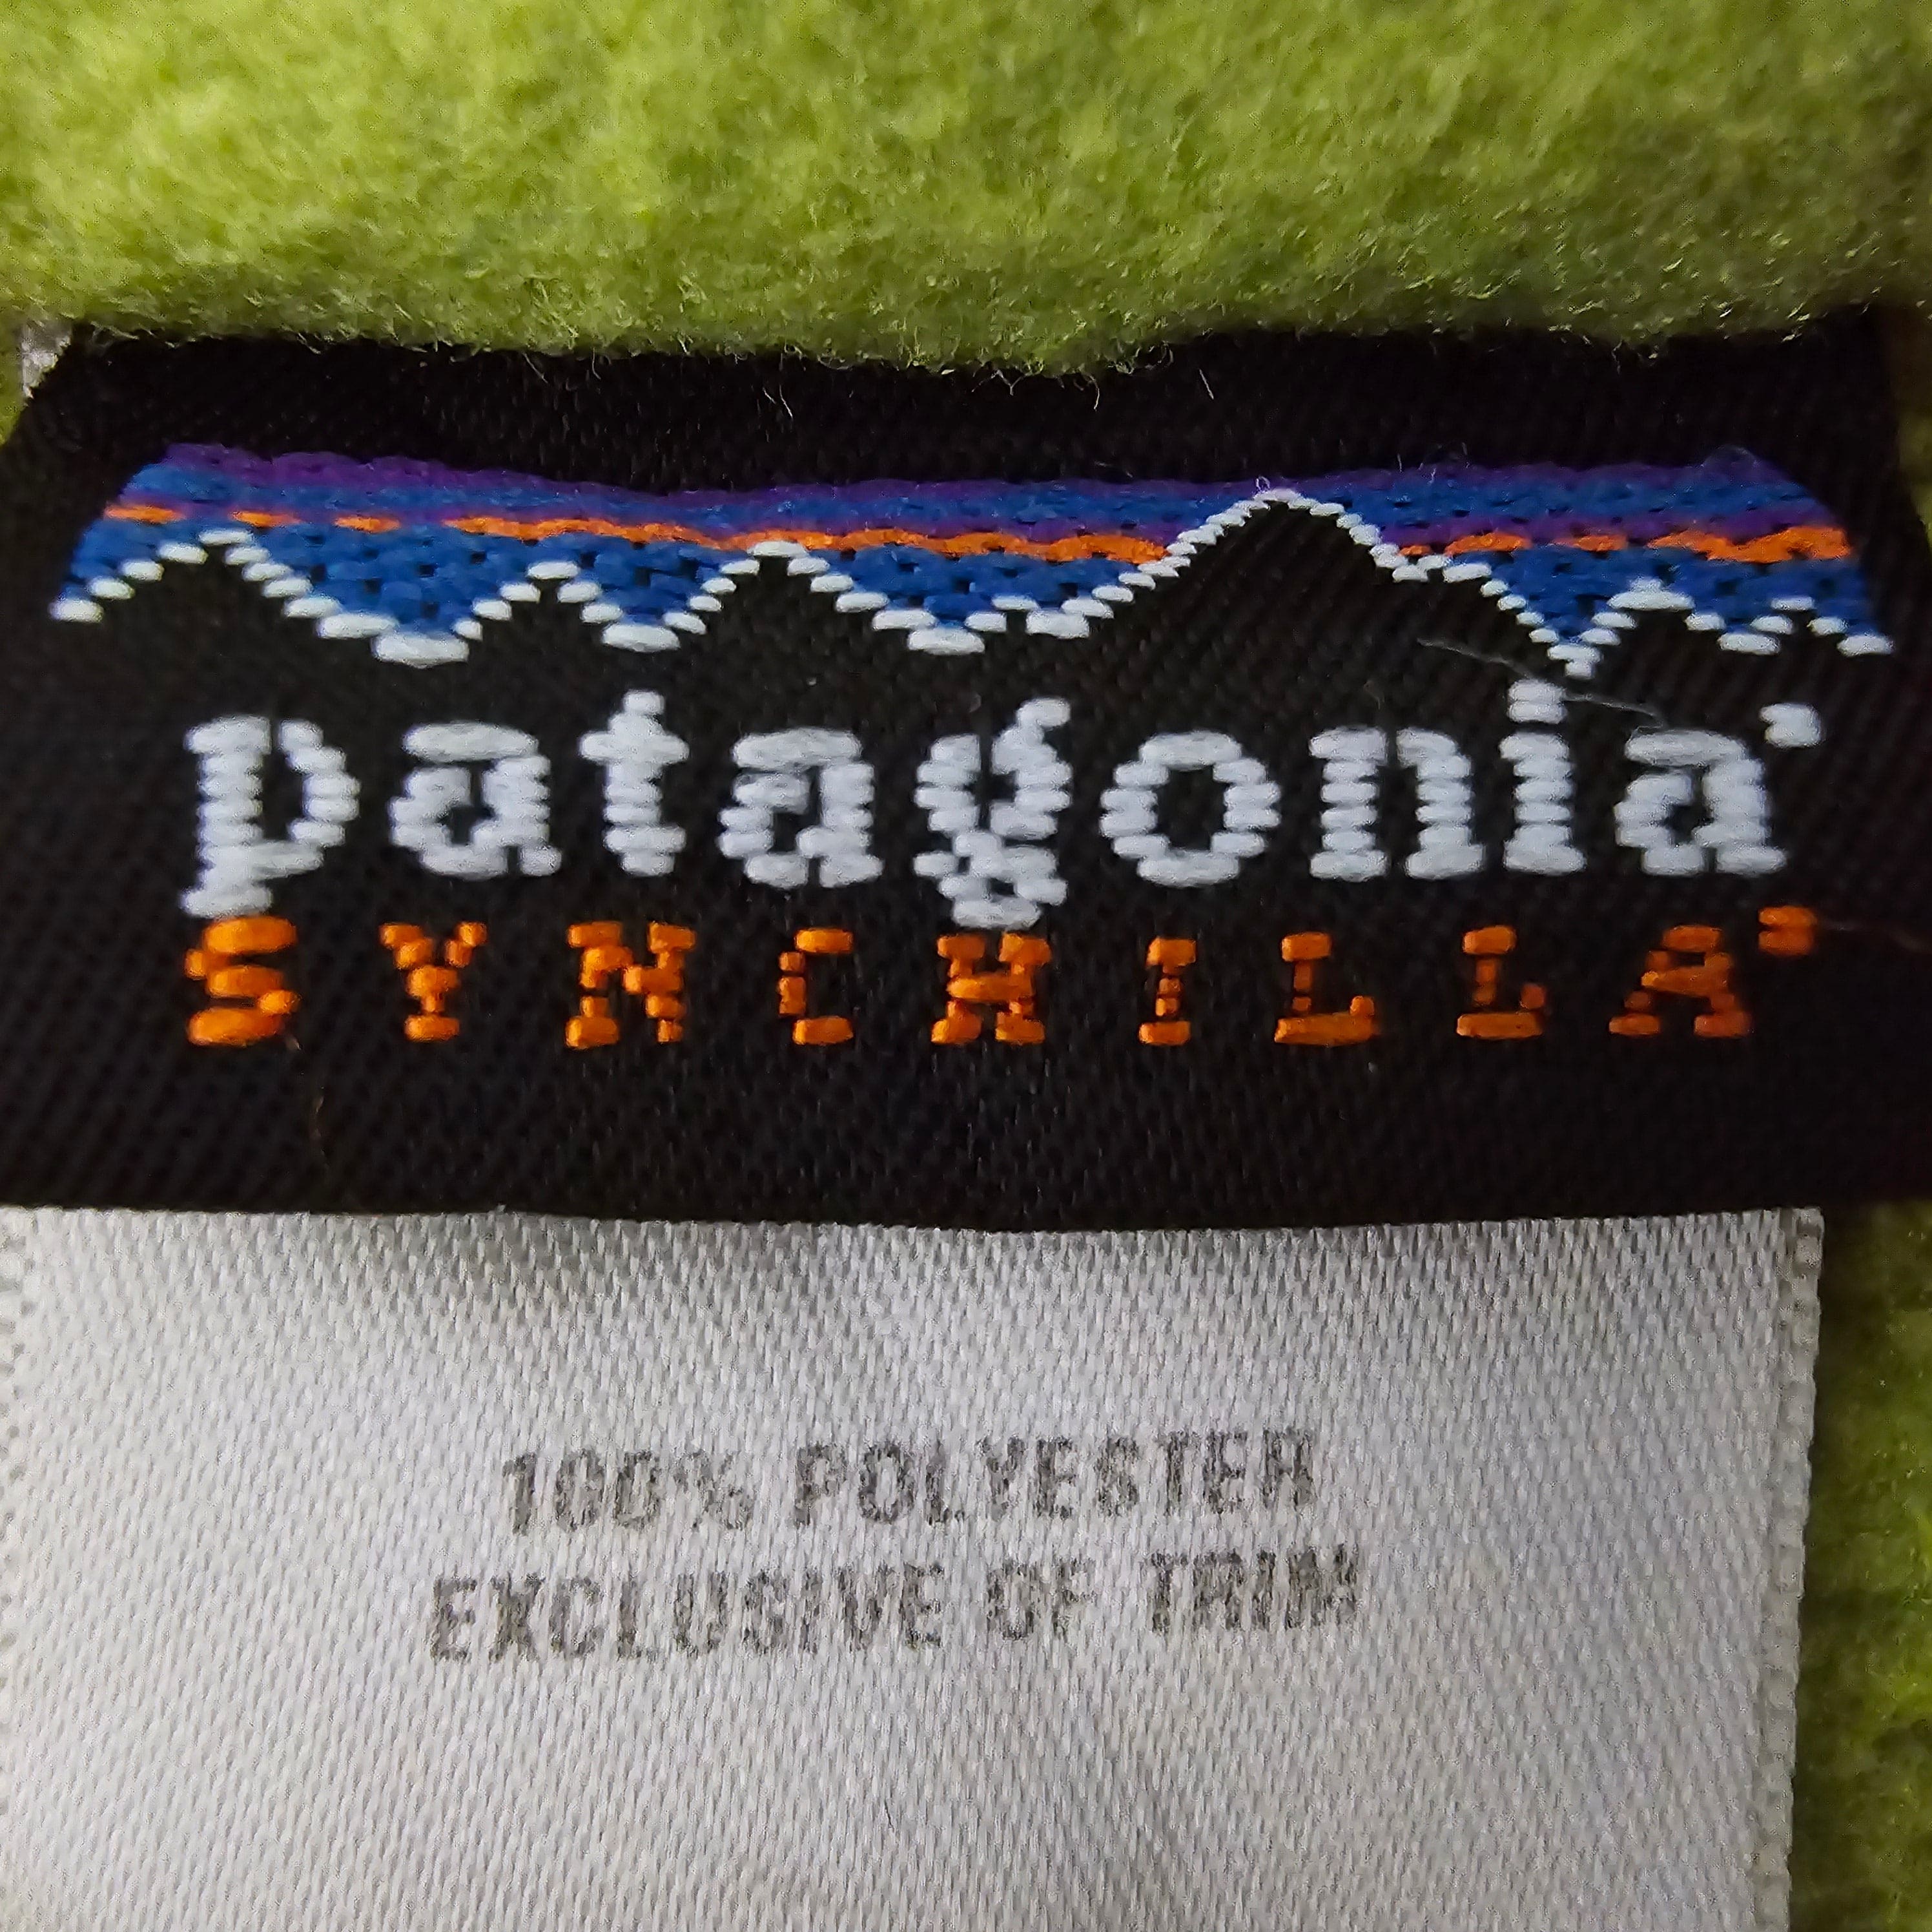 patagonia®
SYNCHILLA®
100% POLYESTER
EXCLUSIVE OF TRIM